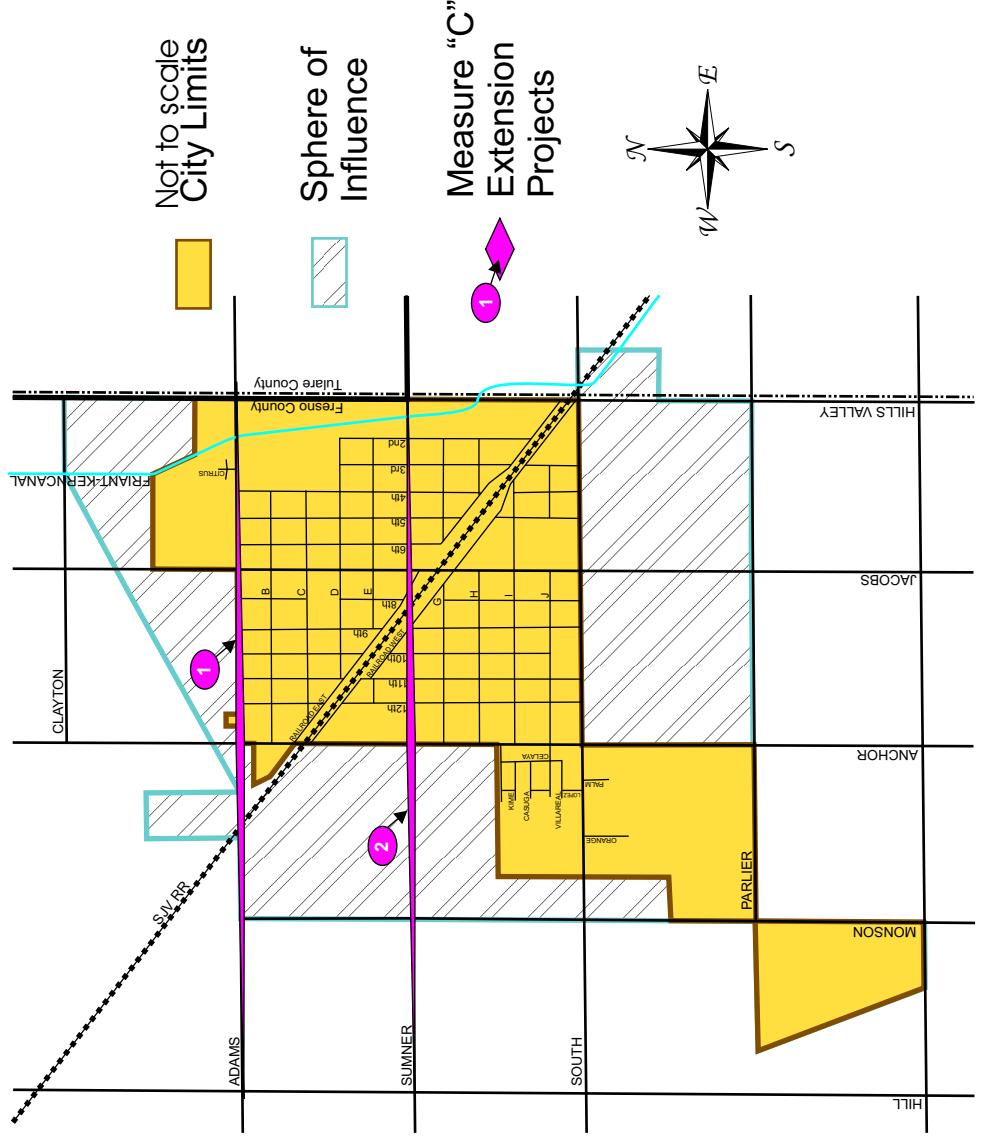 Not to scale
City Limits
Sphere of
Influence
Measure “C”
Extension
Projects
1
N
E
S
W
Tulare County
Fresno County
FRIANT-KERNCANAL
CITRUS
CLAYTON
HILLS VALLEY
JACOBS
ANCHOR
MONSON
HILL
ADAMS
SUMNER
SOUTH
PARLIER
SJV RR
RAILROAD EAST
RAILROAD WEST
2nd
3rd
4th
5th
6th
8th
9th
10th
11th
12th
B
C
D
E
G
H
I
J
1
2
KIME
CASUGA
VILLAREAL
CELAYA
LOPEZ
PALM
ORANGE